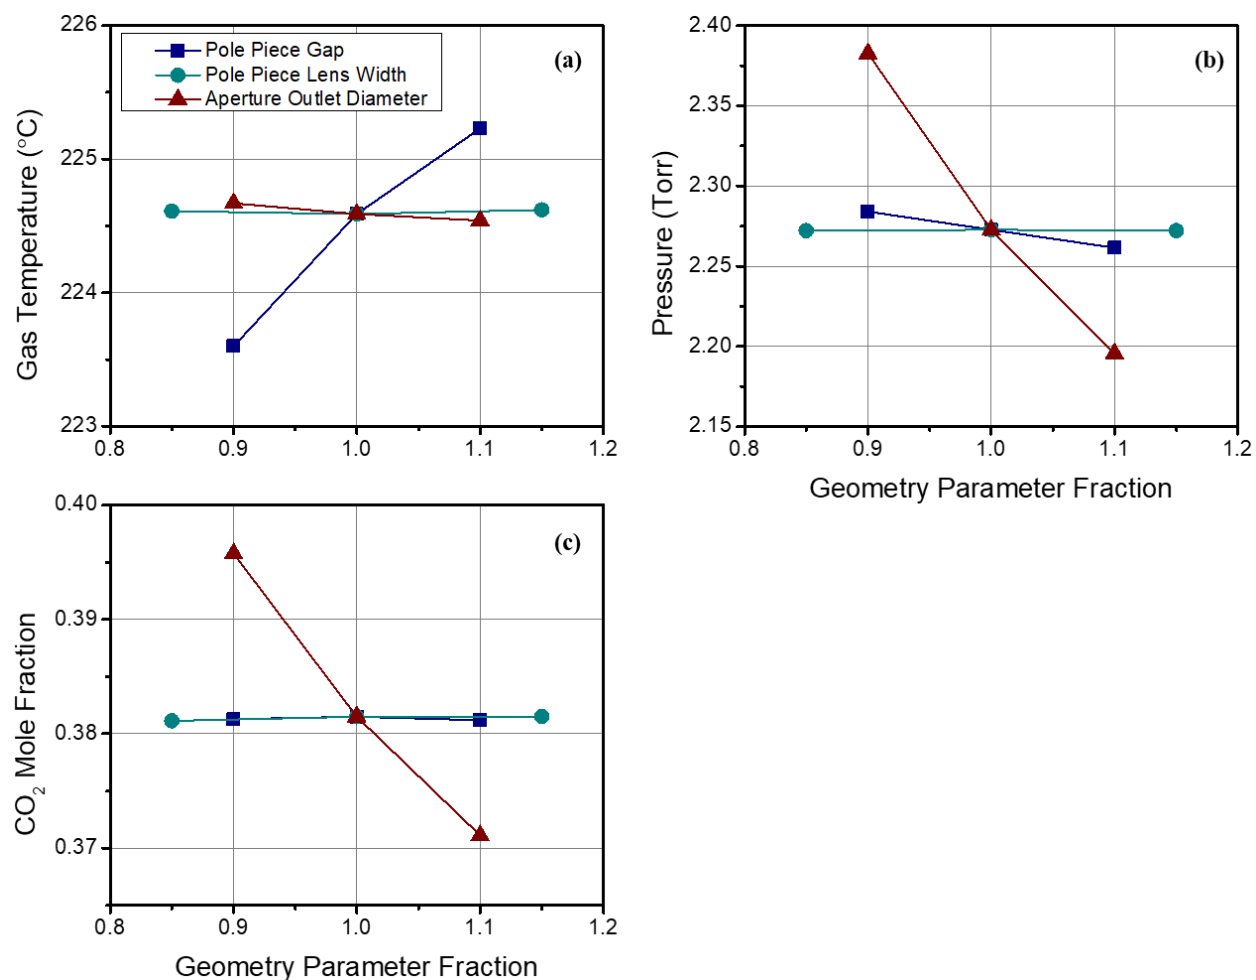 226
225
224
223
Gas Temperature (°C)
Pole Piece Gap
Pole Piece Lens Width
Aperture Outlet Diameter
(a)
0.8
0.9
1.0
1.1
1.2
2.40
2.35
2.30
2.25
2.20
2.15
Pressure (Torr)
(b)
0.8
0.9
1.0
1.1
1.2
Geometry Parameter Fraction
0.40
0.39
0.38
0.37
CO₂ Mole Fraction
(c)
0.8
0.9
1.0
1.1
1.2
Geometry Parameter Fraction